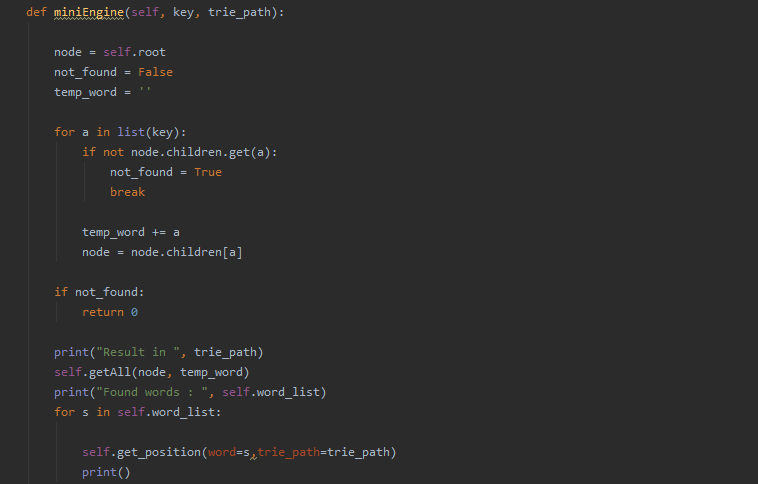 def miniEngine(self, key, trie_path):
node = self.root
not_found = False
temp_word = ''
for a in list(key):
if not node.children.get(a):
not_found = True
break
temp_word += a
node = node.children[a]
if not_found:
return 0
print("Result in ", trie_path)
self.getAll(node, temp_word)
print("Found words : ", self.word_list)
for s in self.word_list:
self.get_position(word=s,trie_path=trie_path)
print()